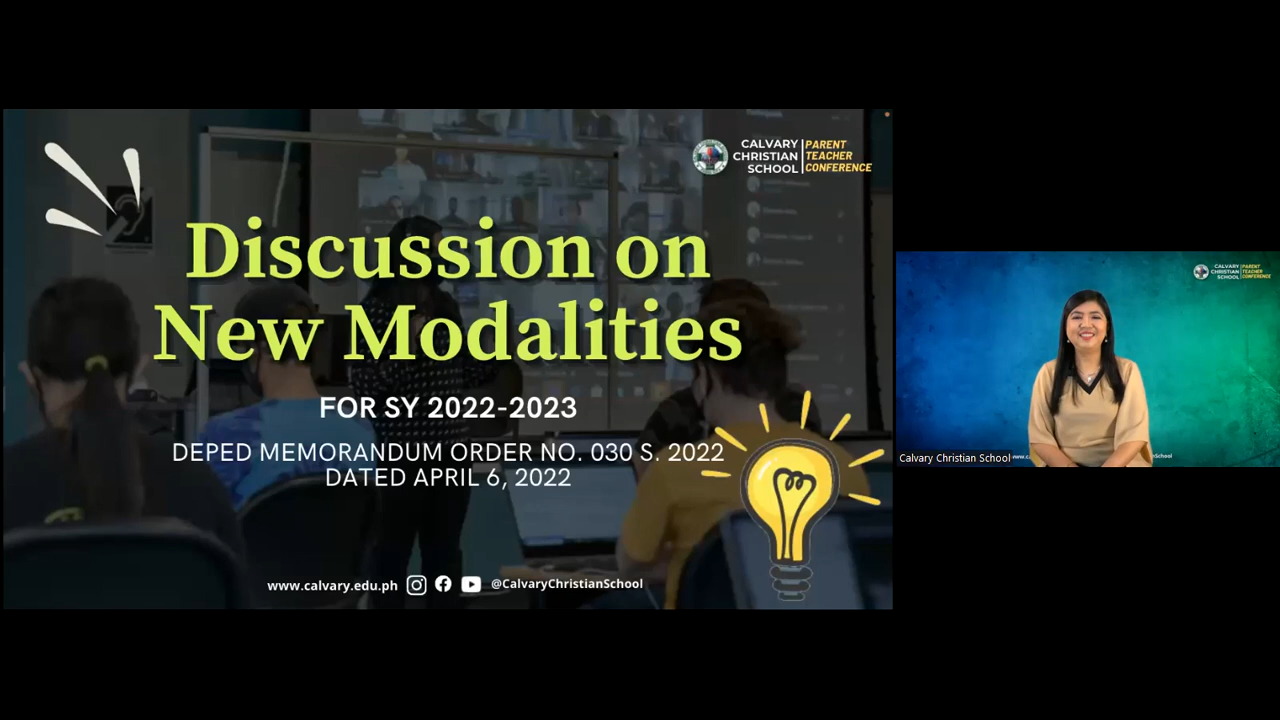 CALVARY
CHRISTIAN
SCHOOL
PARENT
TEACHER
CONFERENCE
Discussion on
New Modalities
FOR SY 2022-2023
DEPED MEMORANDUM ORDER NO. 030 S. 2022
DATED APRIL 6, 2022
www.calvary.edu.ph @CalvaryChristianSchool
CALVARY
CHRISTIAN
SCHOOL
PARENT
TEACHER
CONFERENCE
Calvary Christian School